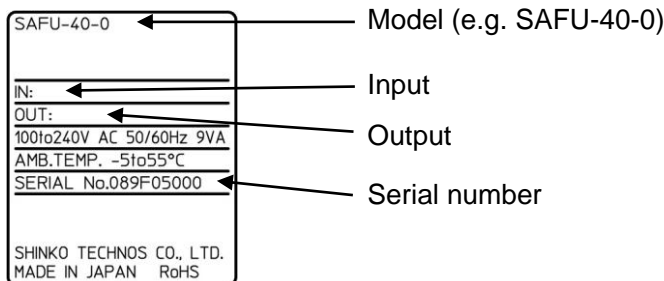 SAFU-40-0
Model (e.g. SAFU-40-0)
IN:
Input
OUT:
Output
100to240V AC 50/60Hz 9VA
AMB.TEMP. -5to55°C
SERIAL No.089F05000
Serial number
SHINKO TECHNOS CO., LTD.
MADE IN JAPAN RoHS